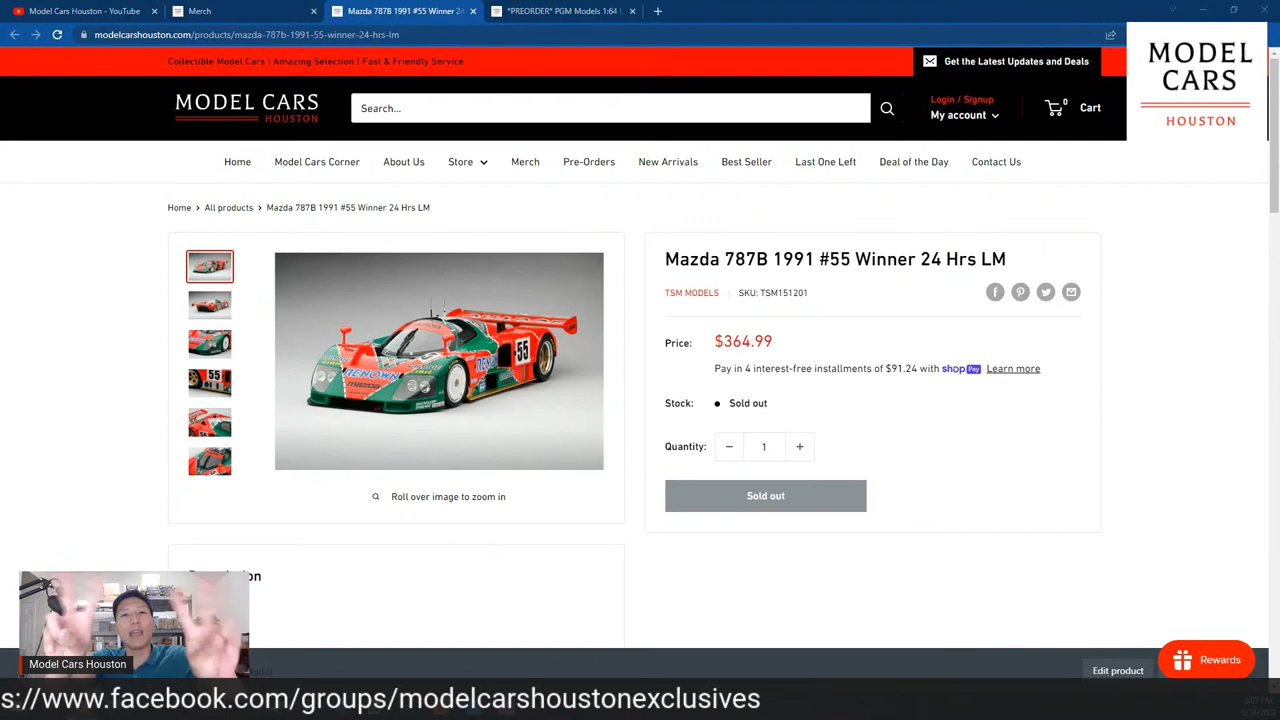 Model Cars Houston - YouTube
Merch
Mazda 787B 1991 #55 Winner 24
*PREORDER* PGM Models 1:64 L
modelcarshouston.com/products/mazda-787b-1991-55-winner-24-hrs-lm
Collectible Model Cars | Amazing Selection | Fast & Friendly Service
Get the Latest Updates and Deals
MODEL CARS
HOUSTON
MODEL CARS
HOUSTON
Search...
Login / Signup
My account
0
Cart
Home
Model Cars Corner
About Us
Store
Merch
Pre-Orders
New Arrivals
Best Seller
Last One Left
Deal of the Day
Contact Us
Home > All products > Mazda 787B 1991 #55 Winner 24 Hrs LM
RENOWN
mazda
55
Roll over image to zoom in
Mazda 787B 1991 #55 Winner 24 Hrs LM
TSM MODELS | SKU: TSM151201
Price: $364.99
Pay in 4 interest-free installments of $91.24 with shop Pay Learn more
Stock: Sold out
Quantity: − 1 +
Sold out
Model Cars Houston
Edit product
Rewards
s://www.facebook.com/groups/modelcarshoustonexclusives